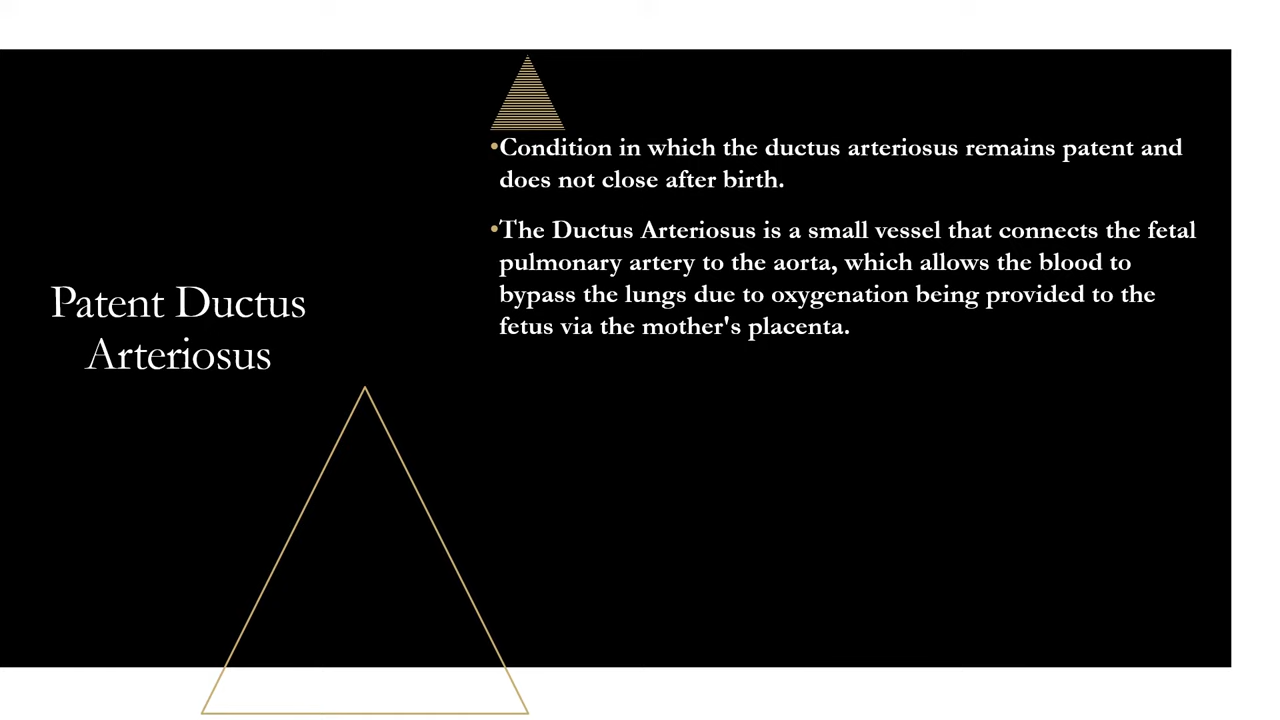 Patent Ductus
Arteriosus
•Condition in which the ductus arteriosus remains patent and
does not close after birth.
•The Ductus Arteriosus is a small vessel that connects the fetal
pulmonary artery to the aorta, which allows the blood to
bypass the lungs due to oxygenation being provided to the
fetus via the mother's placenta.